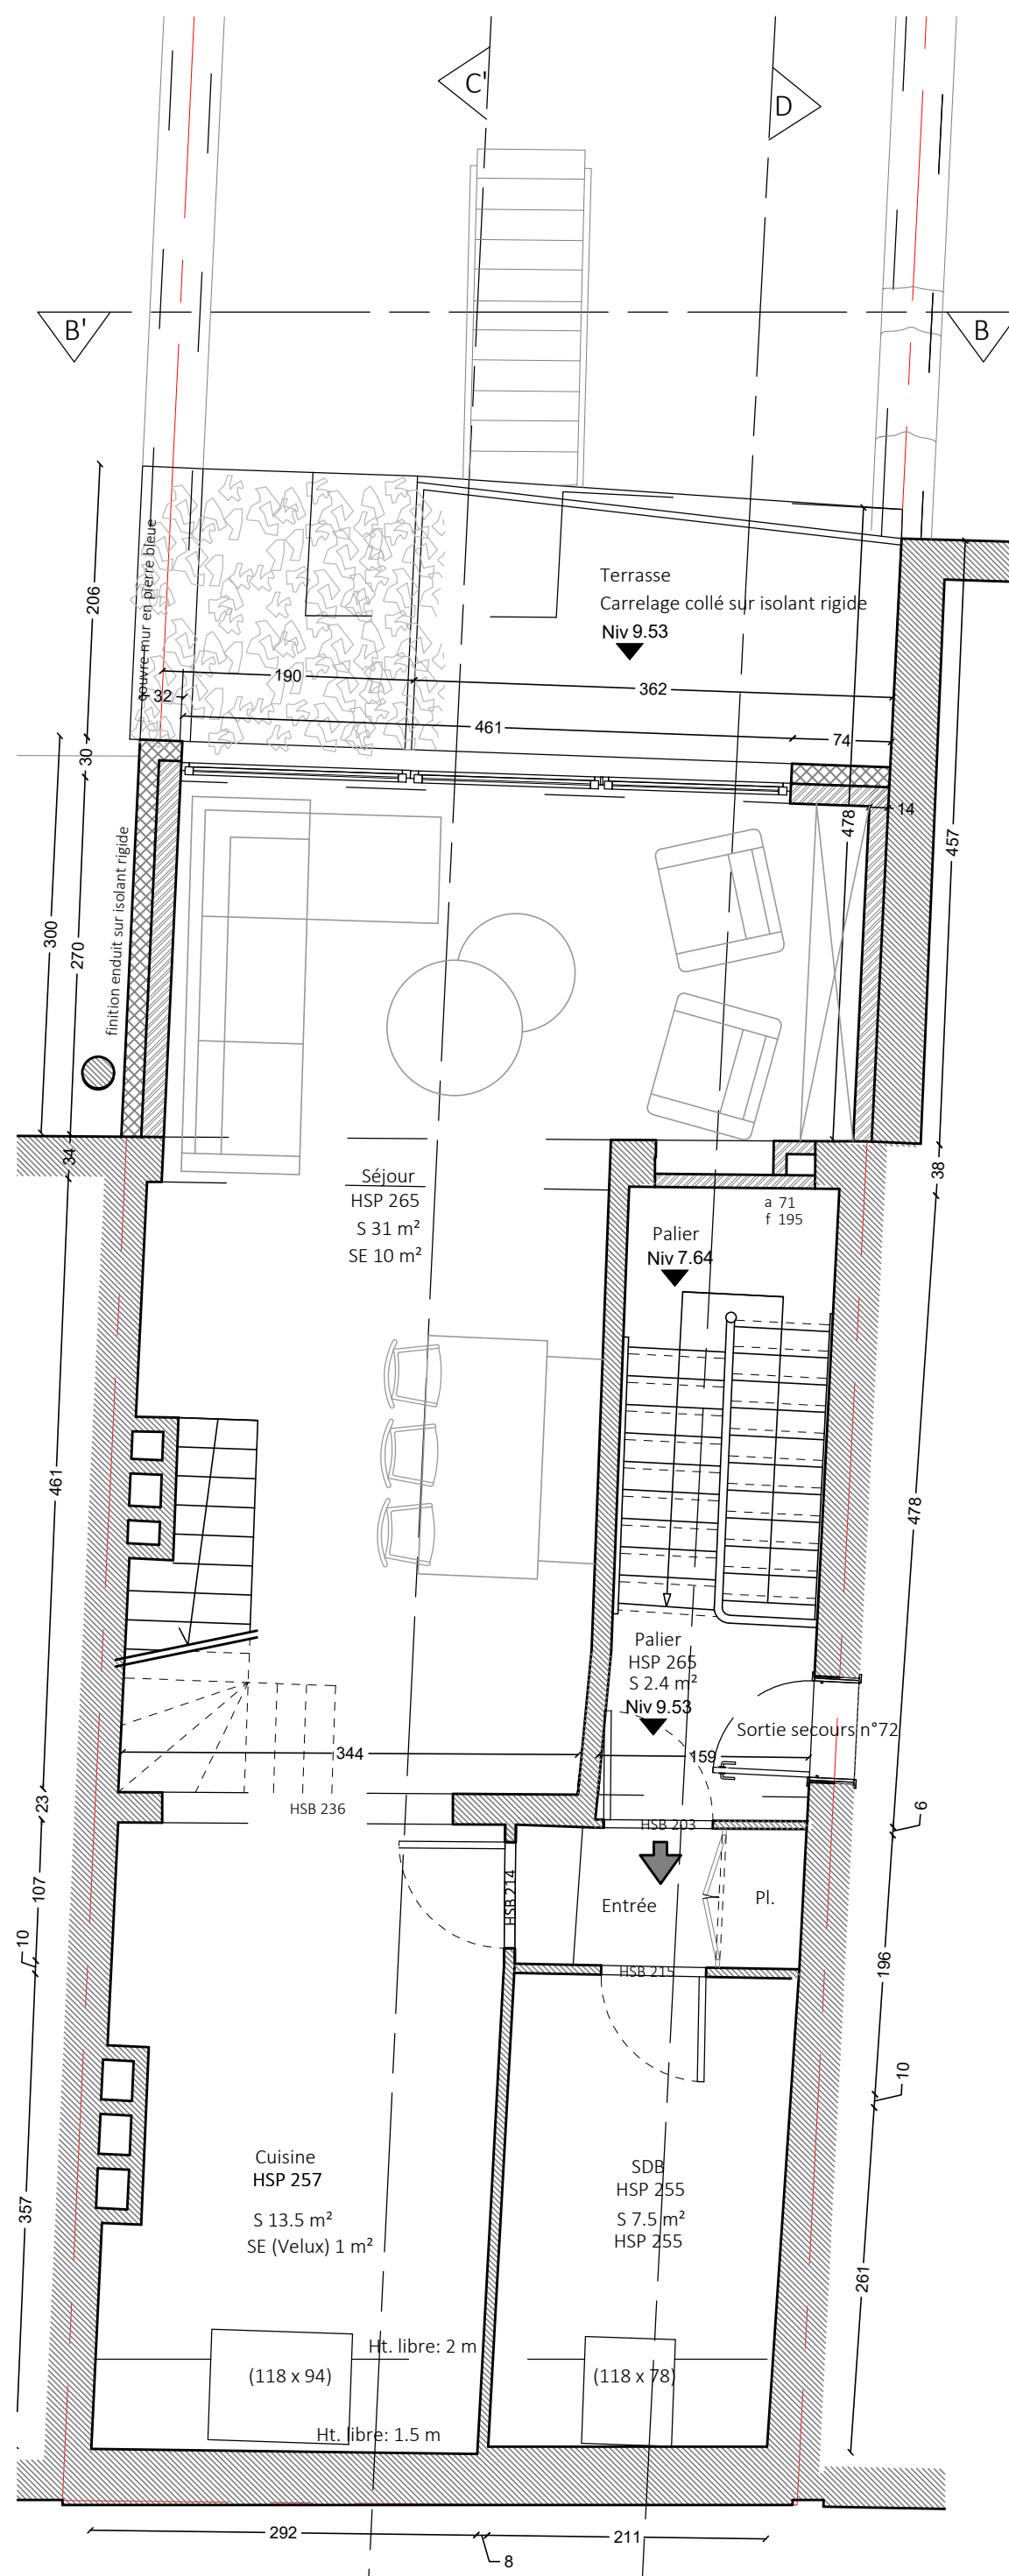 C'
D
B'
B
couvre mur en pierre bleue
206
Terrasse
Carrelage collé sur isolant rigide
Niv 9.53
190
362
32
461
74
30
14
478
457
finition enduit sur isolant rigide
300
270
34
38
Séjour
HSP 265
S 31 m²
SE 10 m²
a 71
f 195
Palier
Niv 7.64
461
478
Palier
HSP 265
S 2.4 m²
Niv 9.53
Sortie secours n°72
344
159
23
HSB 236
HSB 203
6
107
HSB 214
Entrée
Pl.
10
196
HSB 215
10
Cuisine
HSP 257
S 13.5 m²
SE (Velux) 1 m²
SDB
HSP 255
S 7.5 m²
HSP 255
357
261
Ht. libre: 2 m
(118 x 94)
(118 x 78)
Ht. libre: 1.5 m
292
211
8